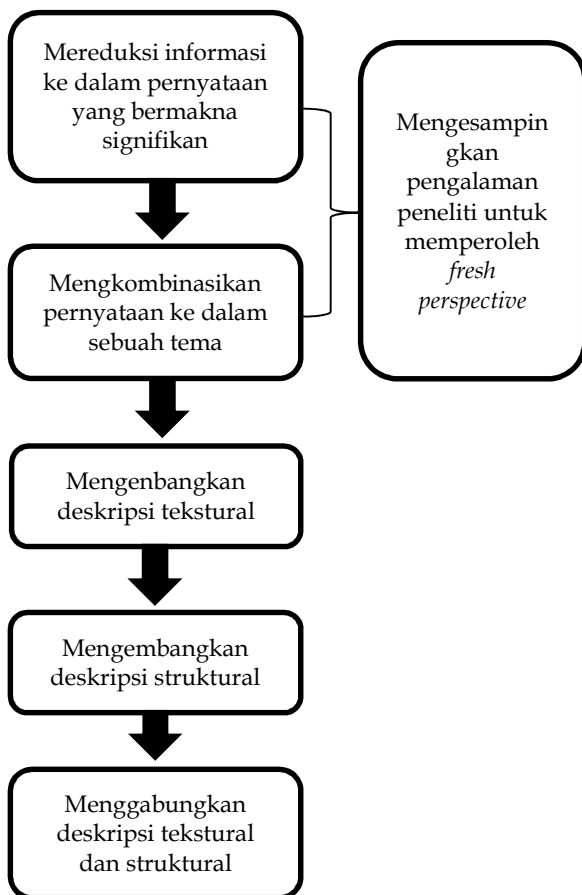 Mereduksi informasi
ke dalam pernyataan
yang bermakna
signifikan
Mengesampin
gkan
pengalaman
peneliti untuk
memperoleh
fresh
perspective
Mengkombinasikan
pernyataan ke dalam
sebuah tema
Mengenbangkan
deskripsi tekstural
Mengembangkan
deskripsi struktural
Menggabungkan
deskripsi tekstural
dan struktural